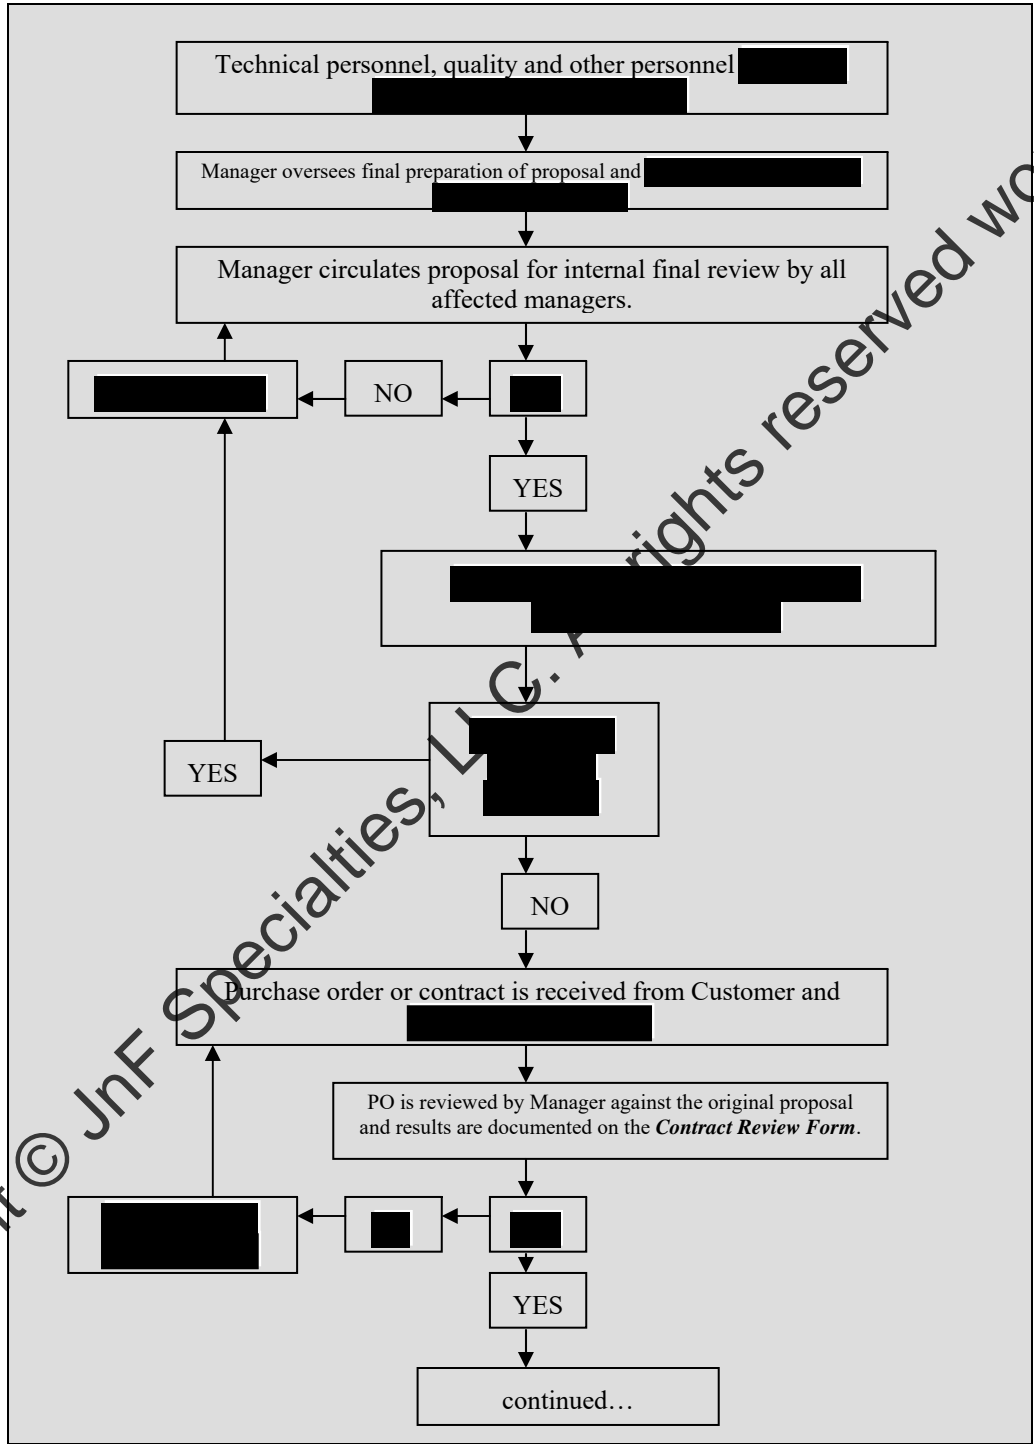 Technical personnel, quality and other personnel
Manager oversees final preparation of proposal and
Manager circulates proposal for internal final review by all
affected managers.
NO
YES
YES
NO
Purchase order or contract is received from Customer and
PO is reviewed by Manager against the original proposal
and results are documented on the Contract Review Form.
YES
continued…
© JnF Specialties, LLC. rights reserved